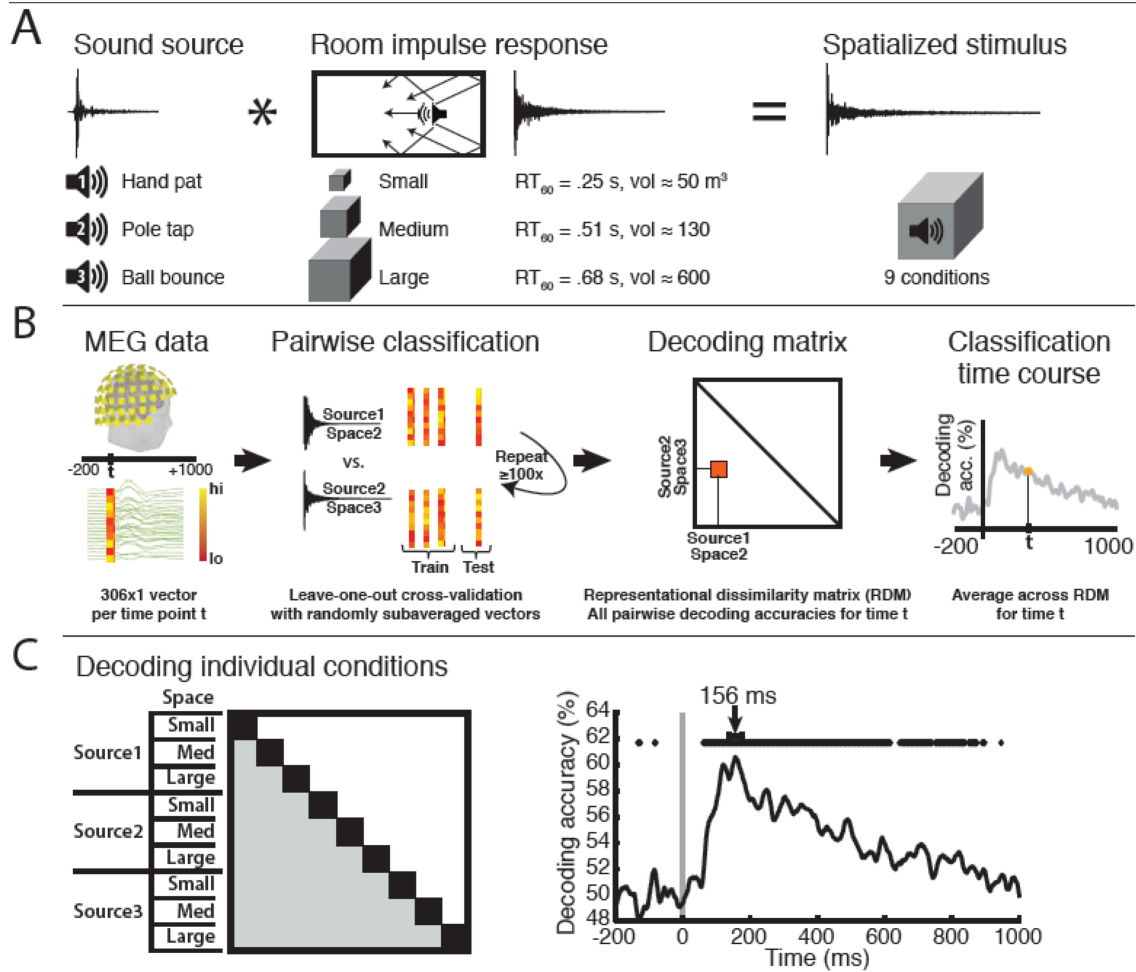 A
Sound source
Room impulse response
Spatialized stimulus
*
=
1 Hand pat
Small
RT60 = .25 s, vol ≈ 50 m³
2 Pole tap
Medium
RT60 = .51 s, vol ≈ 130
3 Ball bounce
Large
RT60 = .68 s, vol ≈ 600
9 conditions
B
MEG data
Pairwise classification
Decoding matrix
Classification
time course
-200
t
+1000
hi
lo
Source1
Space2
vs.
Source2
Space3
Repeat
≥100x
Train
Test
Source2
Space3
Source1
Space2
Decoding
acc. (%)
-200
t
1000
306x1 vector
per time point t
Leave-one-out cross-validation
with randomly subaveraged vectors
Representational dissimilarity matrix (RDM)
All pairwise decoding accuracies for time t
Average across RDM
for time t
C
Decoding individual conditions
Space
Source1
Small
Med
Large
Source2
Small
Med
Large
Source3
Small
Med
Large
156 ms
Decoding accuracy (%)
64
62
60
58
56
54
52
50
48
-200
0
200
400
600
800
1000
Time (ms)